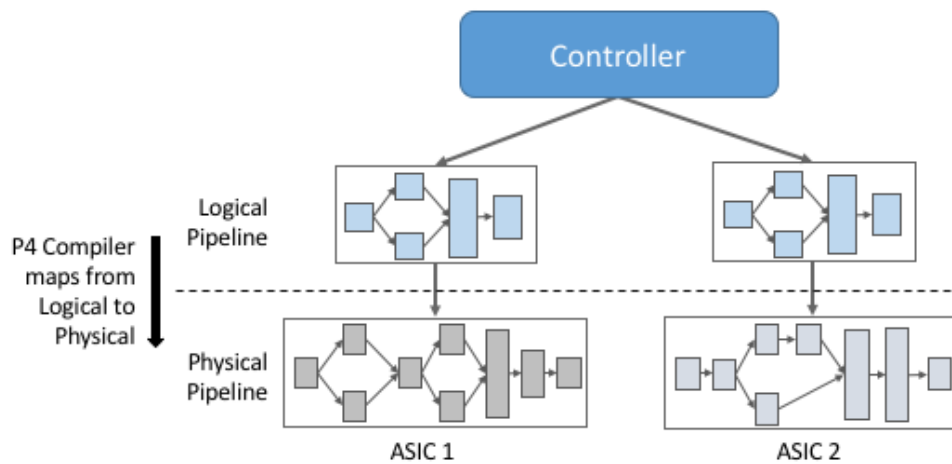 Controller
Logical
Pipeline
P4 Compiler
maps from
Logical to
Physical
Physical
Pipeline
ASIC 1
ASIC 2